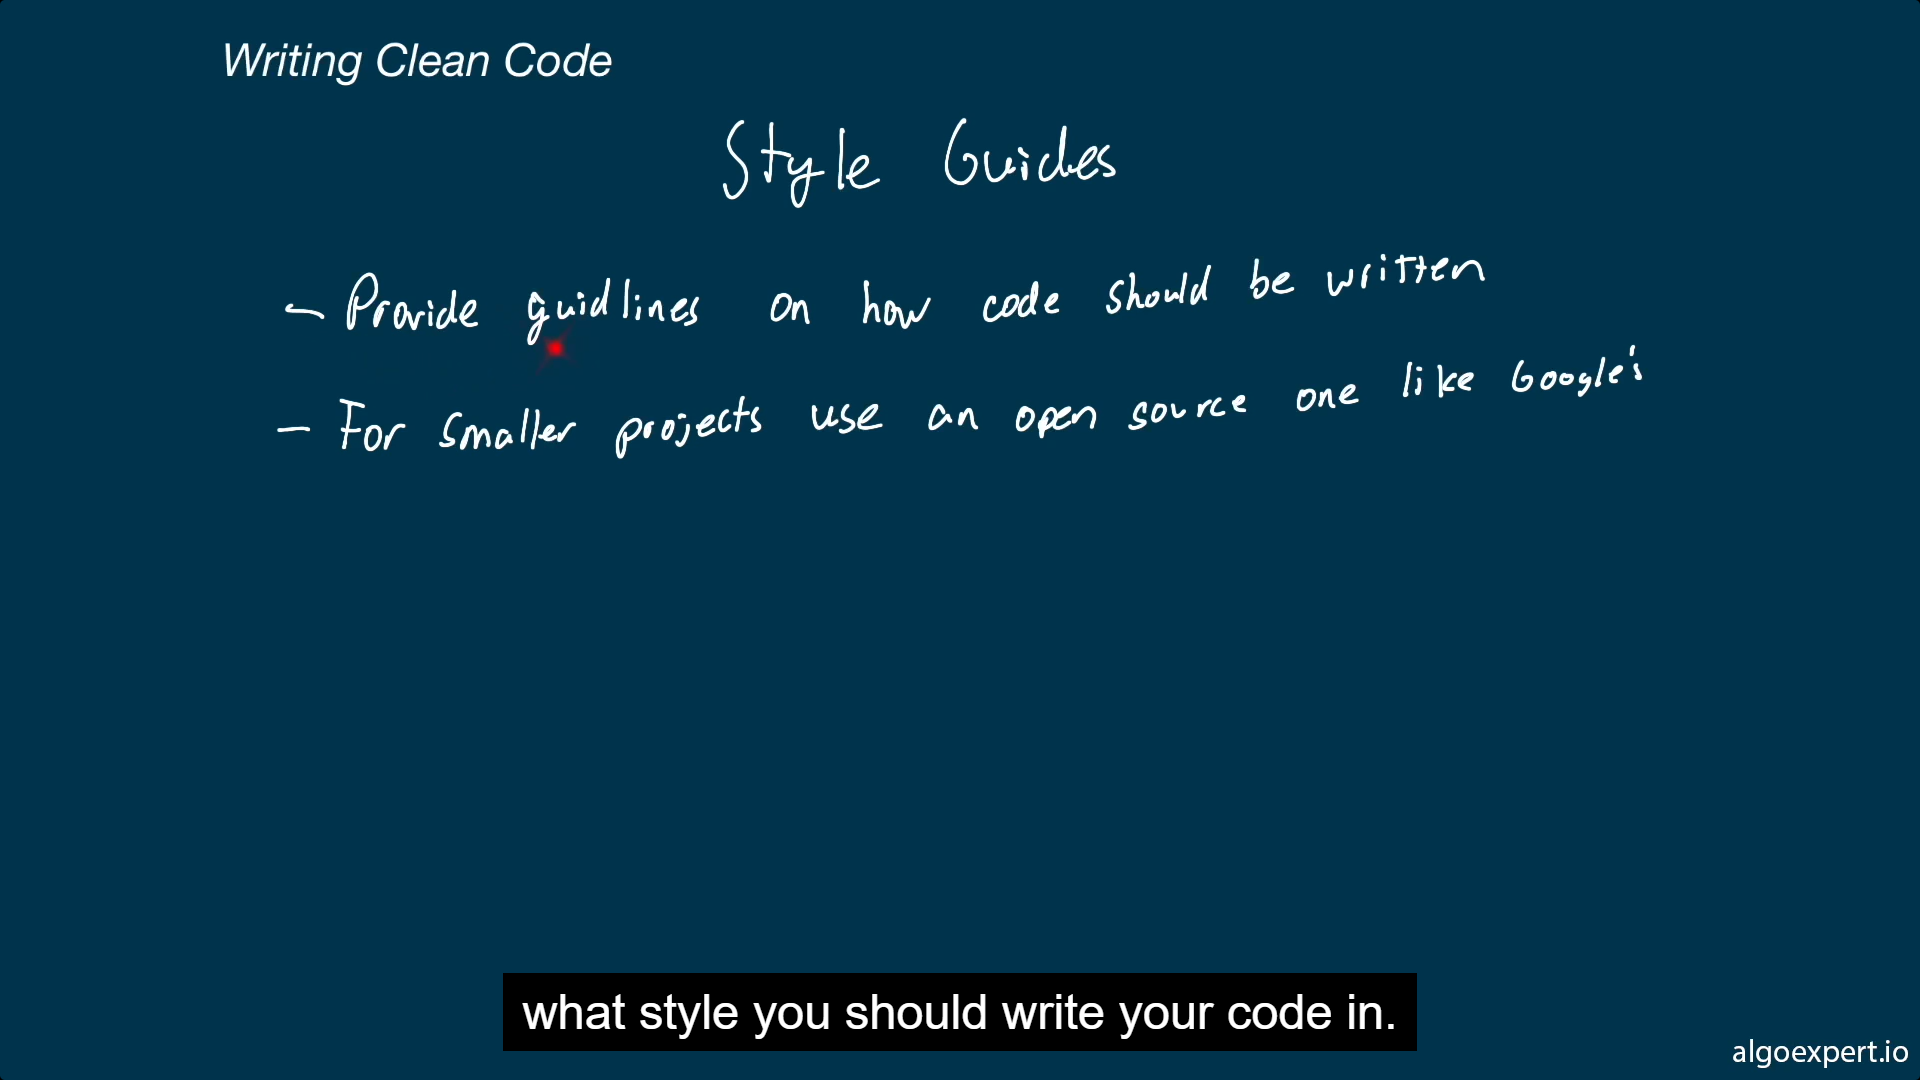 Writing Clean Code
Style Guides
- Provide guidlines on how code should be written
- For smaller projects use an open source one like Google's
what style you should write your code in.
algoexpert.io